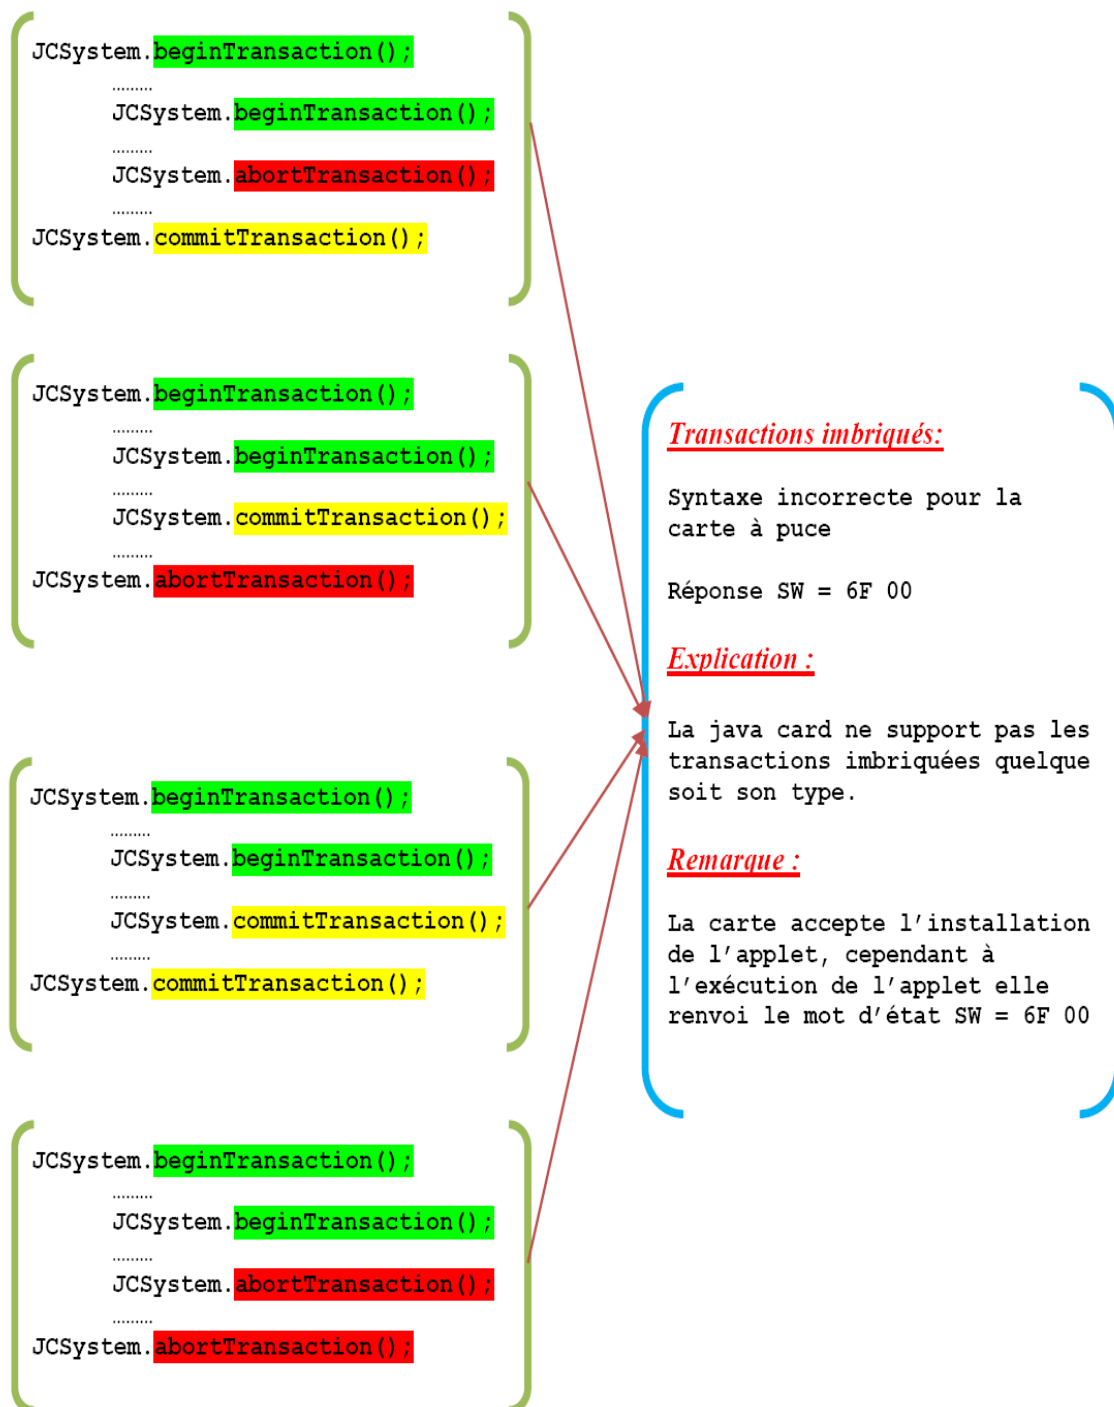 JCSystem.beginTransaction();
.........
JCSystem.beginTransaction();
.........
JCSystem.abortTransaction();
.........
JCSystem.commitTransaction();
JCSystem.beginTransaction();
.........
JCSystem.beginTransaction();
.........
JCSystem.commitTransaction();
.........
JCSystem.abortTransaction();
JCSystem.beginTransaction();
.........
JCSystem.beginTransaction();
.........
JCSystem.commitTransaction();
.........
JCSystem.commitTransaction();
JCSystem.beginTransaction();
.........
JCSystem.beginTransaction();
.........
JCSystem.abortTransaction();
.........
JCSystem.abortTransaction();
Transactions imbriqués:
Syntaxe incorrecte pour la
carte à puce
Réponse SW = 6F 00
Explication :
La java card ne support pas les
transactions imbriquées quelque
soit son type.
Remarque :
La carte accepte l’installation
de l’applet, cependant à
l’exécution de l’applet elle
renvoi le mot d’état SW = 6F 00